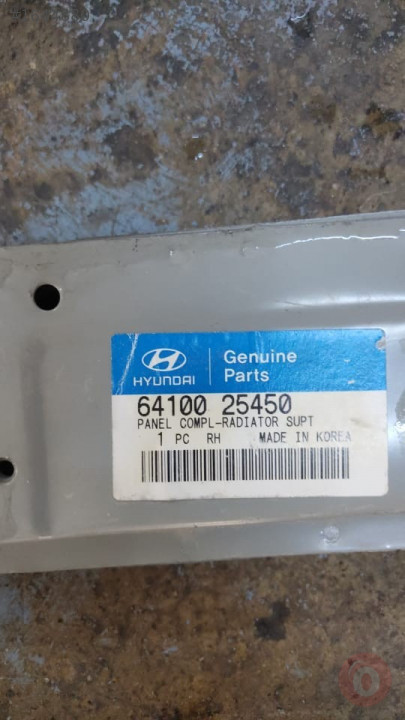 HYUNDAI
Genuine
Parts
64100 25450
PANEL COMPL-RADIATOR SUPT
1 PC RH MADE IN KOREA